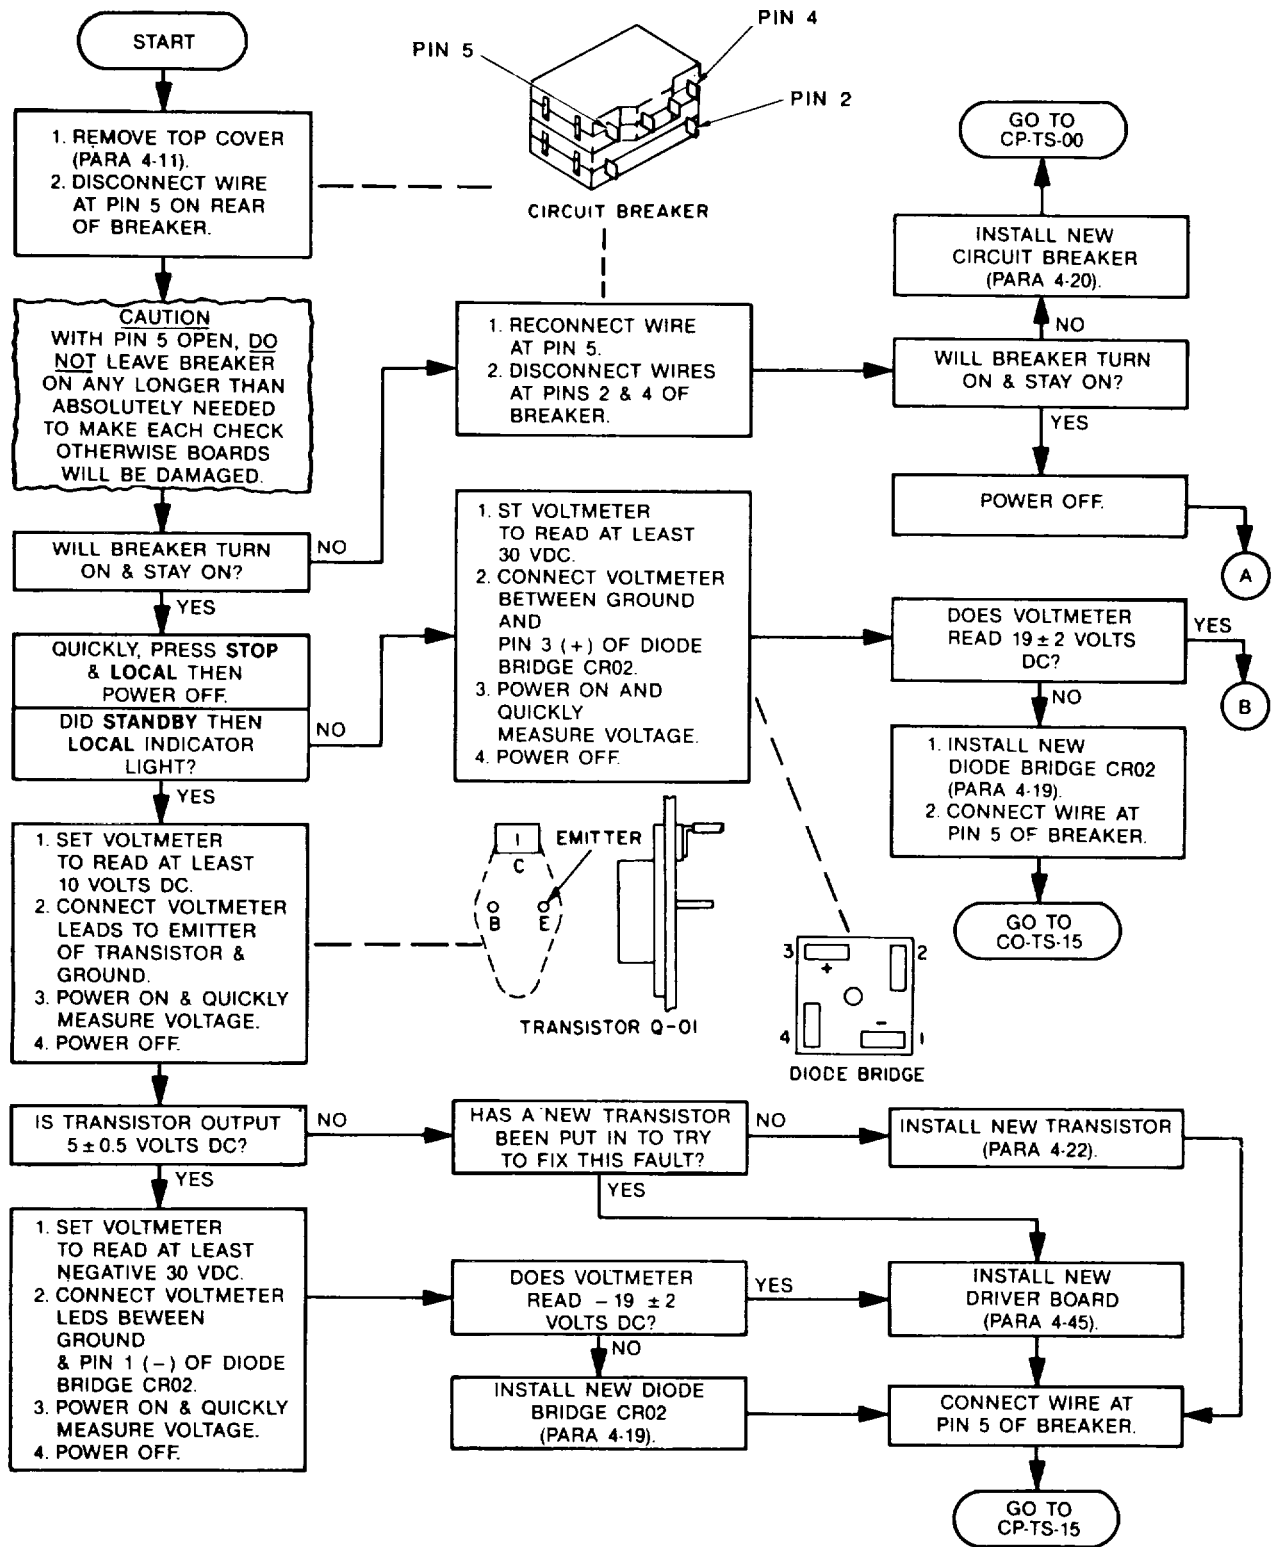 START
1. REMOVE TOP COVER
(PARA 4-11).
2. DISCONNECT WIRE
AT PIN 5 ON REAR
OF BREAKER.
PIN 5
PIN 4
PIN 2
CIRCUIT BREAKER
CAUTION
WITH PIN 5 OPEN, DO
NOT LEAVE BREAKER
ON ANY LONGER THAN
ABSOLUTELY NEEDED
TO MAKE EACH CHECK
OTHERWISE BOARDS
WILL BE DAMAGED.
WILL BREAKER TURN
ON & STAY ON?
NO
YES
1. RECONNECT WIRE
AT PIN 5.
2. DISCONNECT WIRES
AT PINS 2 & 4 OF
BREAKER.
GO TO
CP-TS-00
INSTALL NEW
CIRCUIT BREAKER
(PARA 4-20).
NO
WILL BREAKER TURN
ON & STAY ON?
YES
POWER OFF.
A
QUICKLY, PRESS STOP
& LOCAL THEN
POWER OFF.
DID STANDBY THEN
LOCAL INDICATOR
LIGHT?
NO
YES
1. ST VOLTMETER
TO READ AT LEAST
30 VDC.
2. CONNECT VOLTMETER
BETWEEN GROUND
AND
PIN 3 (+) OF DIODE
BRIDGE CR02.
3. POWER ON AND
QUICKLY
MEASURE VOLTAGE.
4. POWER OFF.
DOES VOLTMETER
READ 19 ± 2 VOLTS
DC?
YES
B
NO
1. INSTALL NEW
DIODE BRIDGE CR02
(PARA 4-19).
2. CONNECT WIRE AT
PIN 5 OF BREAKER.
GO TO
CO-TS-15
1. SET VOLTMETER
TO READ AT LEAST
10 VOLTS DC.
2. CONNECT VOLTMETER
LEADS TO EMITTER
OF TRANSISTOR &
GROUND.
3. POWER ON & QUICKLY
MEASURE VOLTAGE.
4. POWER OFF.
I
C
EMITTER
B
E
TRANSISTOR Q-01
3
+
2
4
-
1
DIODE BRIDGE
IS TRANSISTOR OUTPUT
5 ± 0.5 VOLTS DC?
NO
YES
HAS A NEW TRANSISTOR
BEEN PUT IN TO TRY
TO FIX THIS FAULT?
NO
YES
INSTALL NEW TRANSISTOR
(PARA 4-22).
1. SET VOLTMETER
TO READ AT LEAST
NEGATIVE 30 VDC.
2. CONNECT VOLTMETER
LEDS BEWEEN
GROUND
& PIN 1 (-) OF DIODE
BRIDGE CR02.
3. POWER ON & QUICKLY
MEASURE VOLTAGE.
4. POWER OFF.
DOES VOLTMETER
READ - 19 ± 2
VOLTS DC?
YES
NO
INSTALL NEW
DRIVER BOARD
(PARA 4-45).
INSTALL NEW DIODE
BRIDGE CR02
(PARA 4-19).
CONNECT WIRE AT
PIN 5 OF BREAKER.
GO TO
CP-TS-15